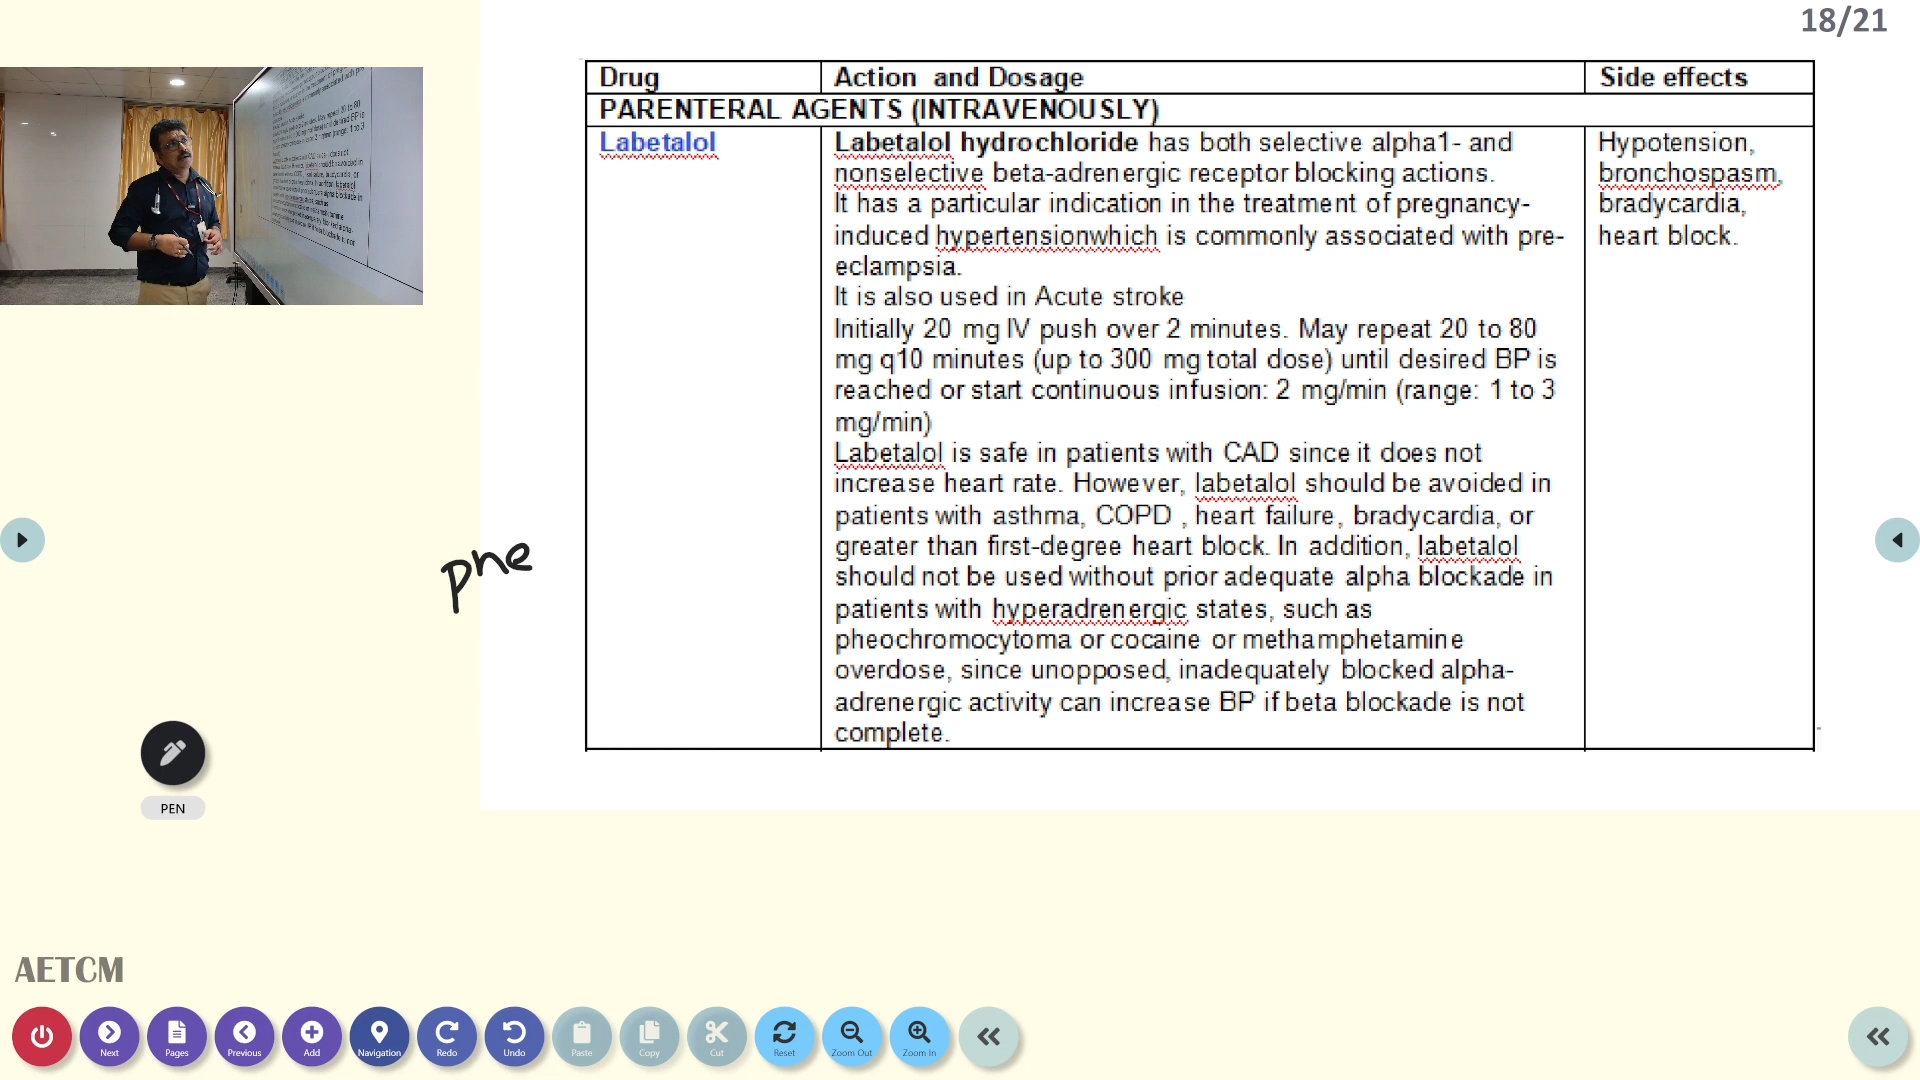 18/21
Drug Action and Dosage Side effects
PARENTERAL AGENTS (INTRAVENOUSLY)
Labetalol
Labetalol hydrochloride has both selective alpha1- and
nonselective beta-adrenergic receptor blocking actions.
It has a particular indication in the treatment of pregnancy-
induced hypertensionwhich is commonly associated with pre-
eclampsia.
It is also used in Acute stroke
Initially 20 mg IV push over 2 minutes. May repeat 20 to 80
mg q10 minutes (up to 300 mg total dose) until desired BP is
reached or start continuous infusion: 2 mg/min (range: 1 to 3
mg/min)
Labetalol is safe in patients with CAD since it does not
increase heart rate. However, labetalol should be avoided in
patients with asthma, COPD , heart failure, bradycardia, or
greater than first-degree heart block. In addition, labetalol
should not be used without prior adequate alpha blockade in
patients with hyperadrenergic states, such as
pheochromocytoma or cocaine or methamphetamine
overdose, since unopposed, inadequately blocked alpha-
adrenergic activity can increase BP if beta blockade is not
complete.
Hypotension,
bronchospasm,
bradycardia,
heart block.
phe
PEN
AETCM
Next Pages Previous Add Navigation Redo Undo Paste Copy Cut Reset Zoom Out Zoom In